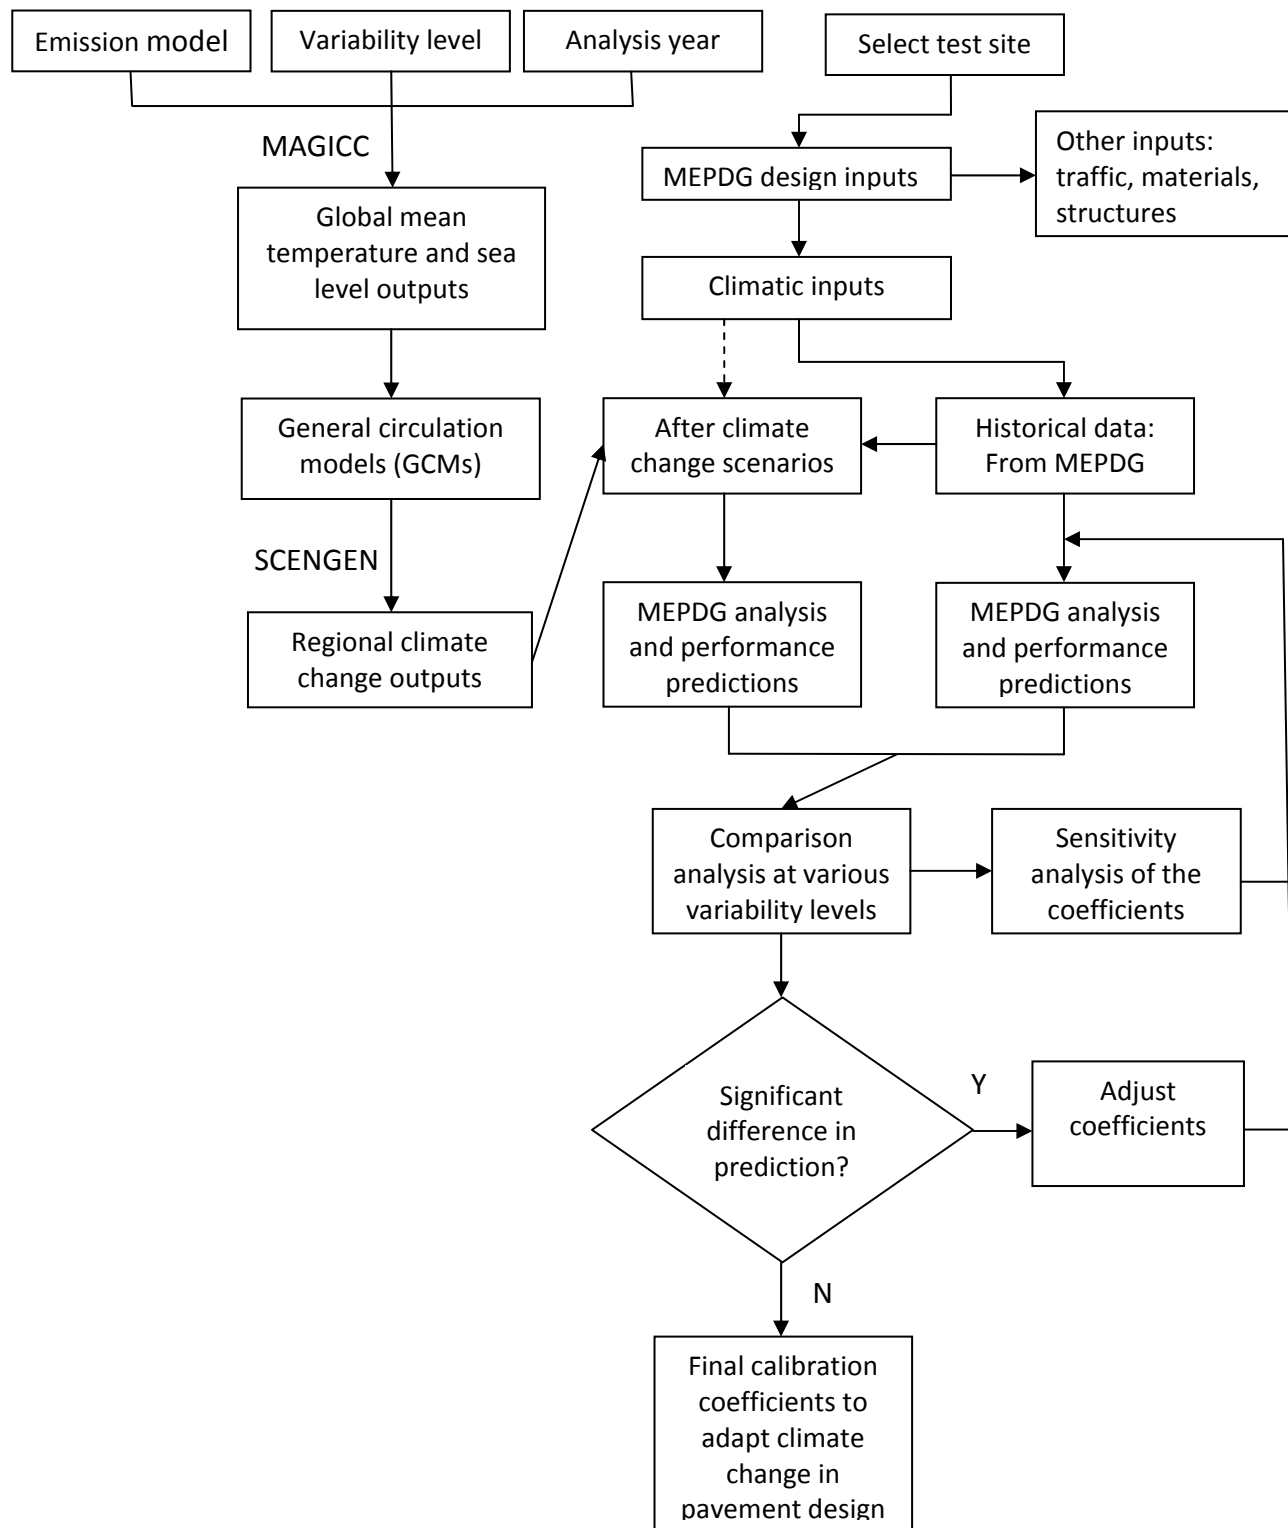 Emission model
Variability level
Analysis year
Select test site
MAGICC
MEPDG design inputs
Other inputs:
traffic, materials,
structures
Global mean
temperature and sea
level outputs
Climatic inputs
General circulation
models (GCMs)
After climate
change scenarios
Historical data:
From MEPDG
SCENGEN
Regional climate
change outputs
MEPDG analysis
and performance
predictions
MEPDG analysis
and performance
predictions
Comparison
analysis at various
variability levels
Sensitivity
analysis of the
coefficients
Significant
difference in
prediction?
Y
Adjust
coefficients
N
Final calibration
coefficients to
adapt climate
change in
pavement design